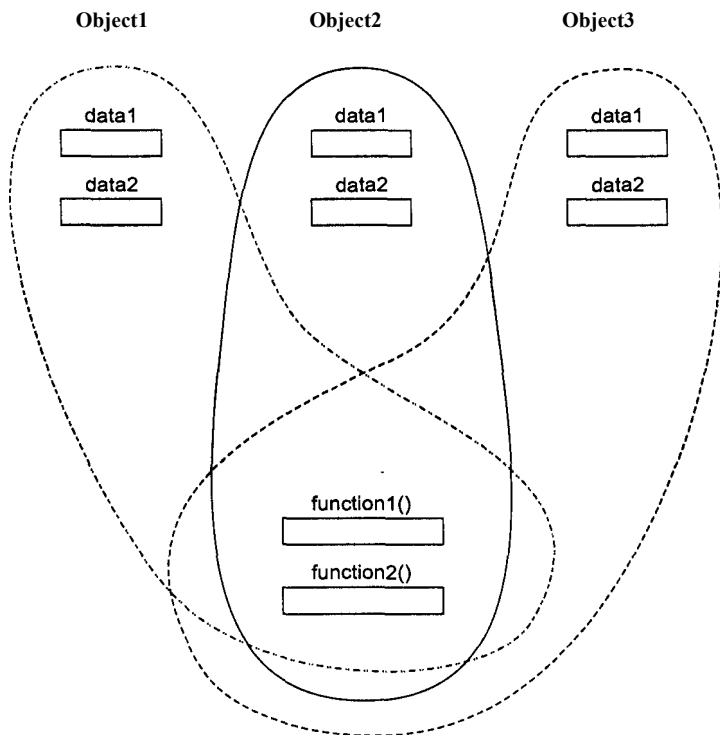 Object1 Object2 Object3
data1 data1 data1
data2 data2 data2
function1()
function2()